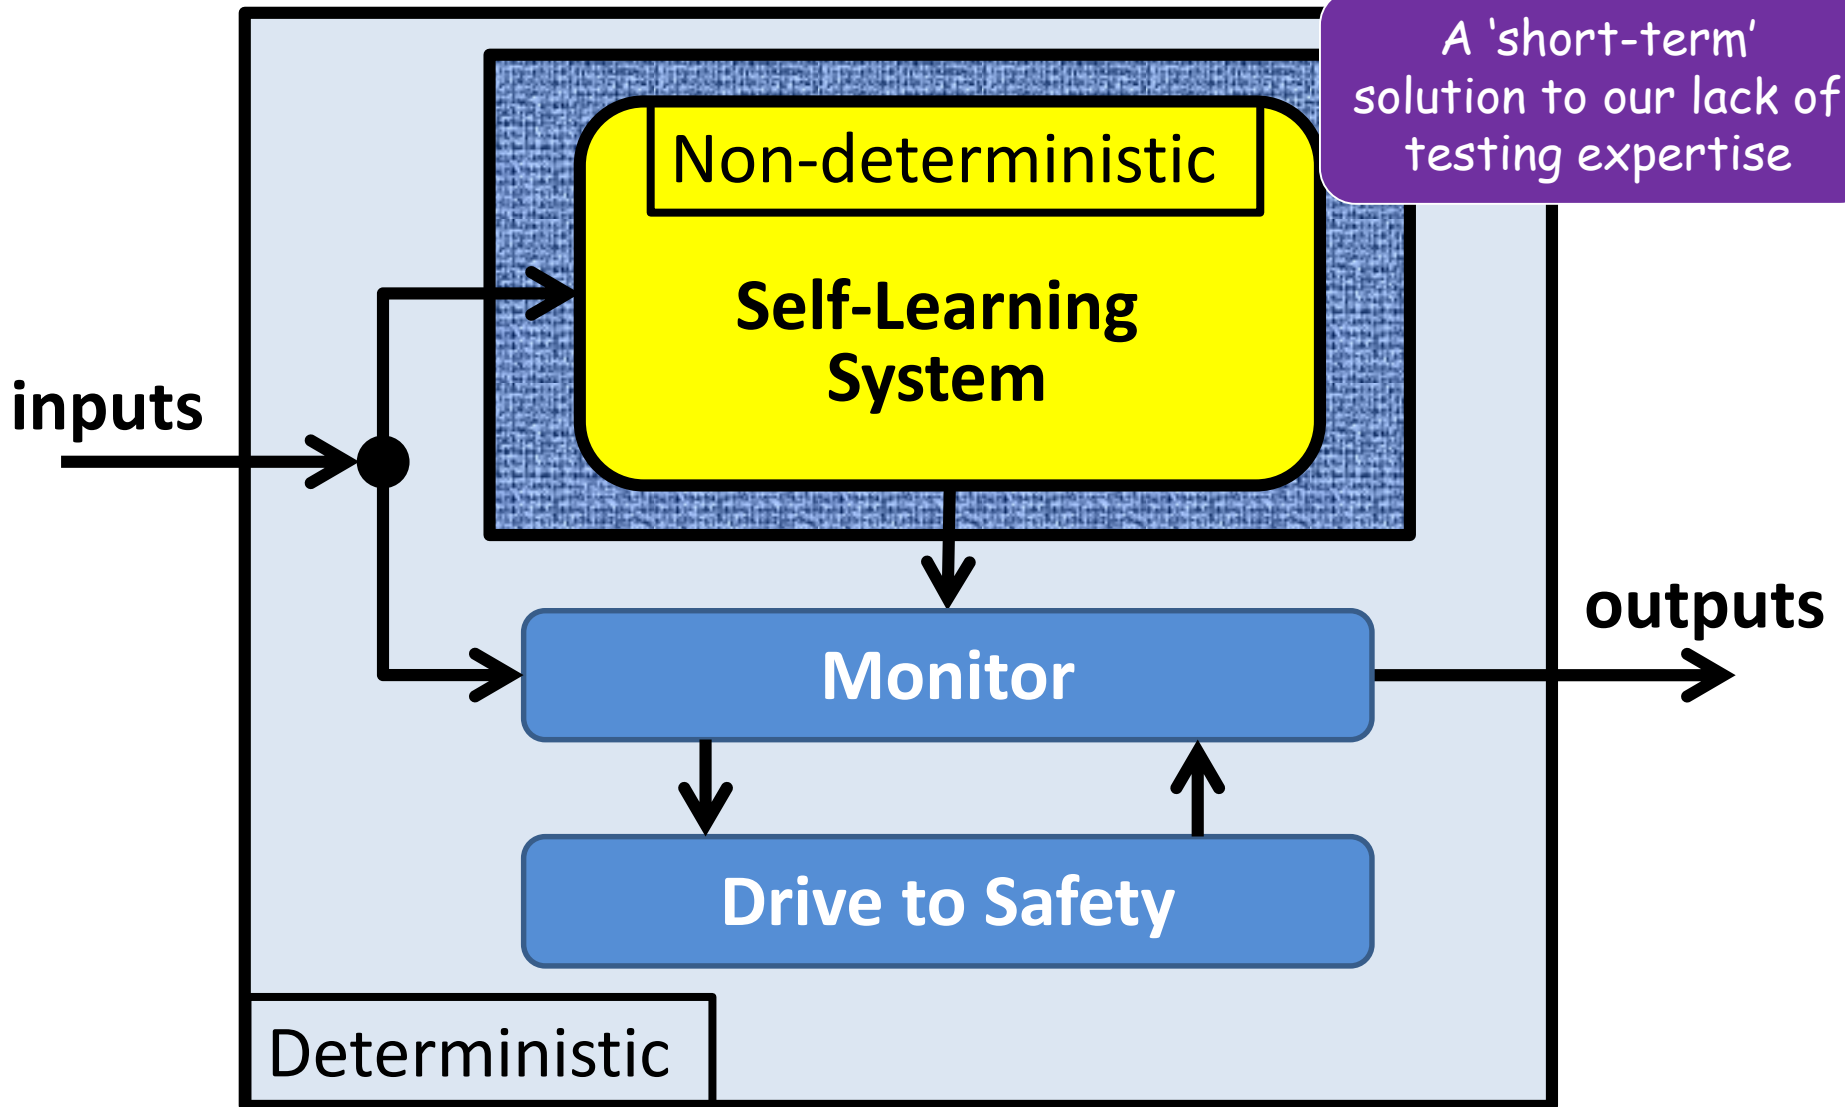 A ‘short-term’
solution to our lack of
testing expertise
Non-deterministic
Self-Learning
System
inputs
outputs
Monitor
Drive to Safety
Deterministic